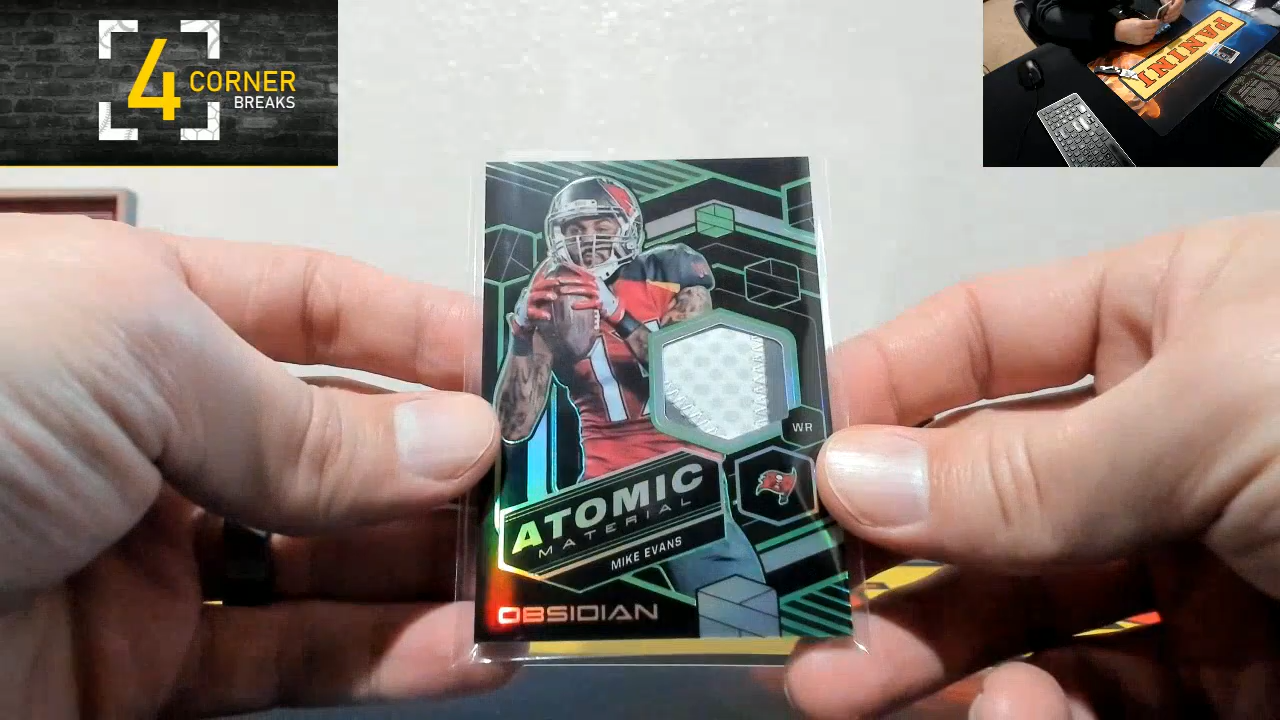 4 CORNER
BREAKS
PANINI
WR
ATOMIC
MATERIAL
MIKE EVANS
OBSIDIAN